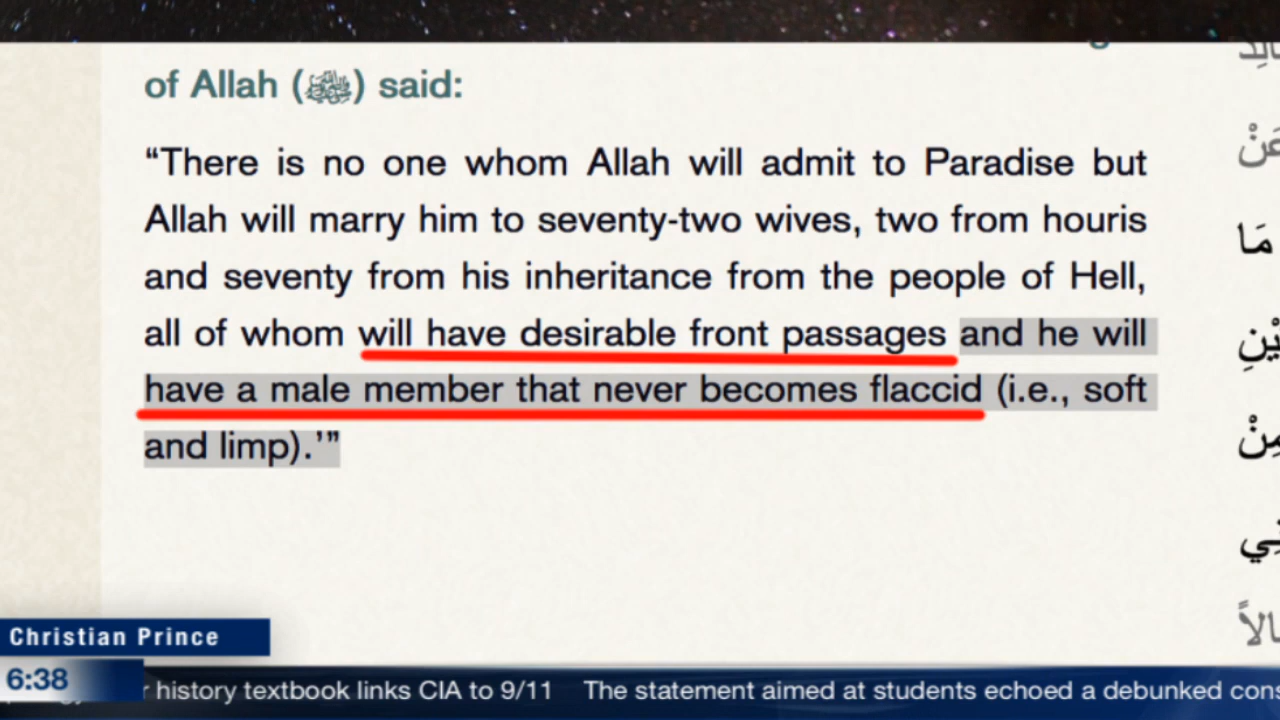 of Allah (ﷺ) said:
“There is no one whom Allah will admit to Paradise but
Allah will marry him to seventy-two wives, two from houris
and seventy from his inheritance from the people of Hell,
all of whom will have desirable front passages and he will
have a male member that never becomes flaccid (i.e., soft
and limp).’”
عَنْ
مَا
مِنْ
Christian Prince
6:38
r history textbook links CIA to 9/11 The statement aimed at students echoed a debunked cons